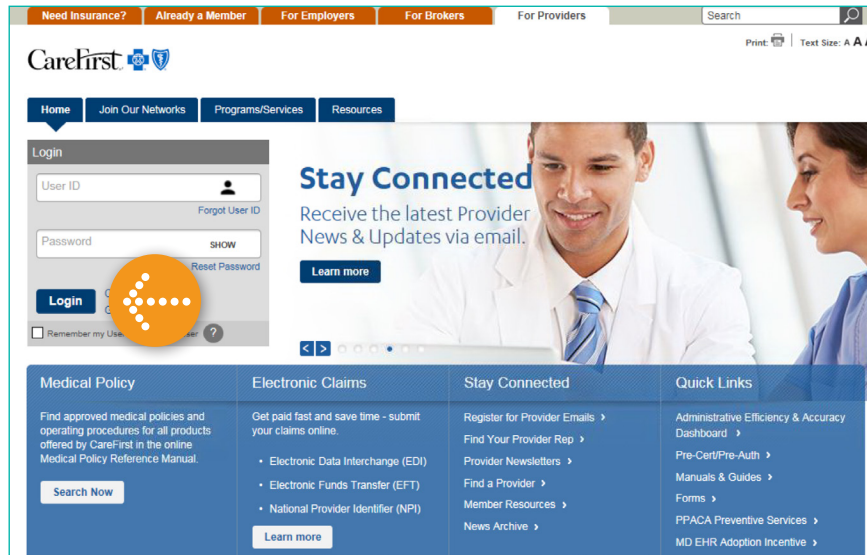 Need Insurance?
Already a Member
For Employers
For Brokers
For Providers
Search
Print:
Text Size: A A A
CareFirst
Home
Join Our Networks
Programs/Services
Resources
Login
User ID
Forgot User ID
Password
SHOW
Reset Password
Login
Remember my
?
Stay Connected
Receive the latest Provider
News & Updates via email.
Learn more
< >
Medical Policy
Find approved medical policies and
operating procedures for all products
offered by CareFirst in the online
Medical Policy Reference Manual.
Search Now
Electronic Claims
Get paid fast and save time - submit
your claims online.
• Electronic Data Interchange (EDI)
• Electronic Funds Transfer (EFT)
• National Provider Identifier (NPI)
Learn more
Stay Connected
Register for Provider Emails >
Find Your Provider Rep >
Provider Newsletters >
Find a Provider >
Member Resources >
News Archive >
Quick Links
Administrative Efficiency & Accuracy
Dashboard >
Pre-Cert/Pre-Auth >
Manuals & Guides >
Forms >
PPACA Preventive Services >
MD EHR Adoption Incentive >